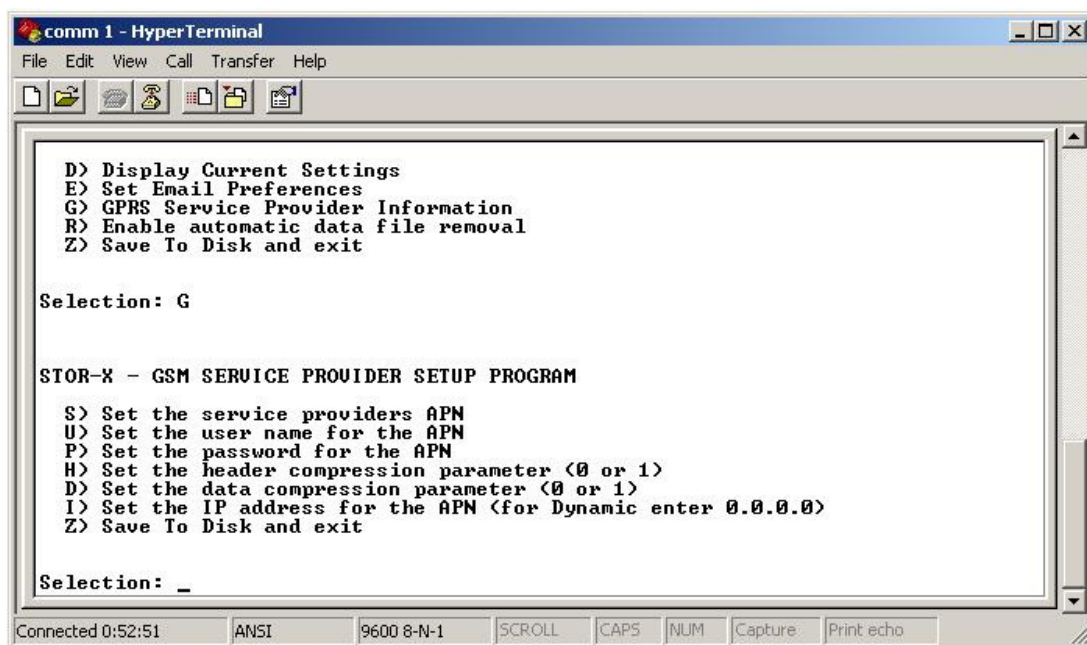 comm 1 - HyperTerminal
File Edit View Call Transfer Help
D> Display Current Settings
E> Set Email Preferences
G> GPRS Service Provider Information
R> Enable automatic data file removal
Z> Save To Disk and exit
Selection: G
STOR-X - GSM SERVICE PROVIDER SETUP PROGRAM
S> Set the service providers APN
U> Set the user name for the APN
P> Set the password for the APN
H> Set the header compression parameter (0 or 1)
D> Set the data compression parameter (0 or 1)
I> Set the IP address for the APN (for Dynamic enter 0.0.0.0)
Z> Save To Disk and exit
Selection: _
Connected 0:52:51 ANSI 9600 8-N-1 SCROLL CAPS NUM Capture Print echo